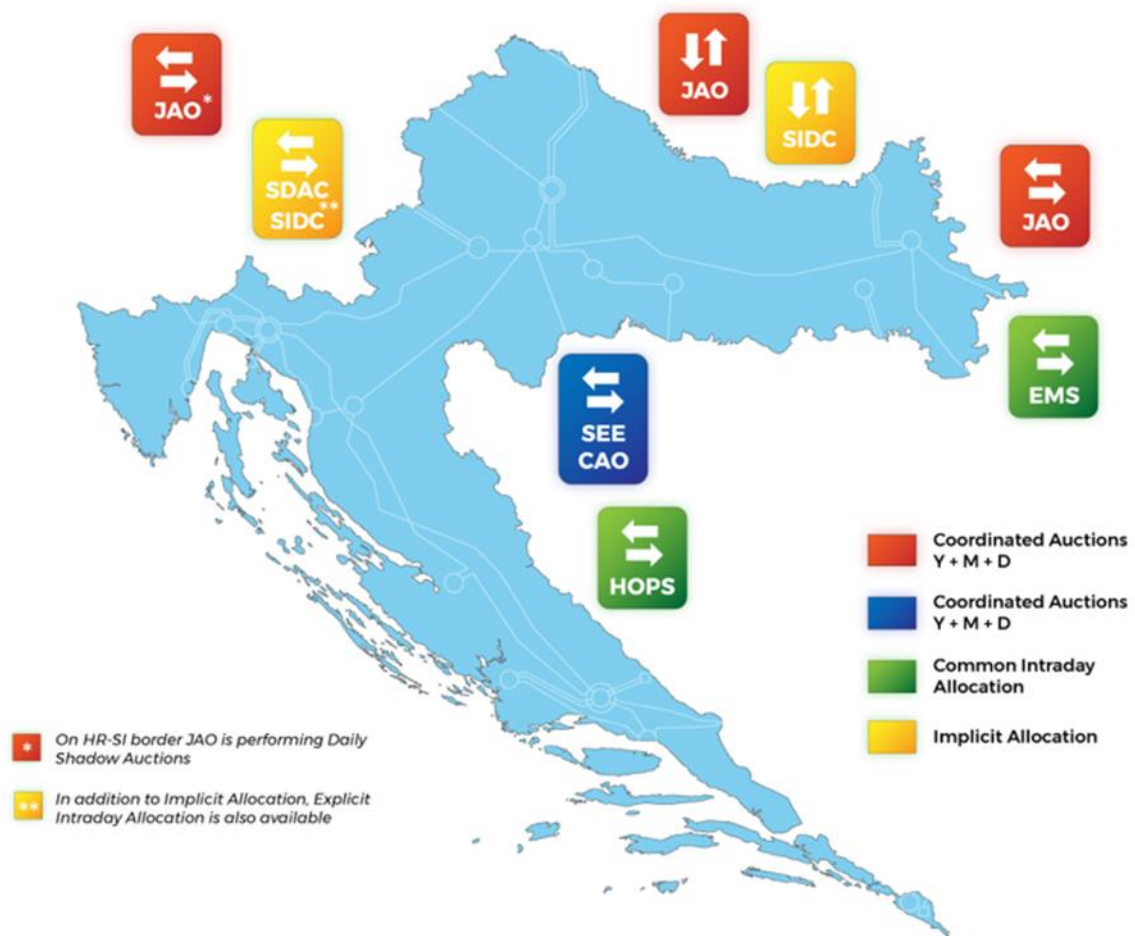 JAO*
JAO
SIDC
SDAC
SIDC**
JAO
EMS
SEE
CAO
HOPS
Coordinated Auctions
Y + M + D
Coordinated Auctions
Y + M + D
Common Intraday
Allocation
Implicit Allocation
* On HR-SI border JAO is performing Daily
Shadow Auctions
** In addition to Implicit Allocation, Explicit
Intraday Allocation is also available